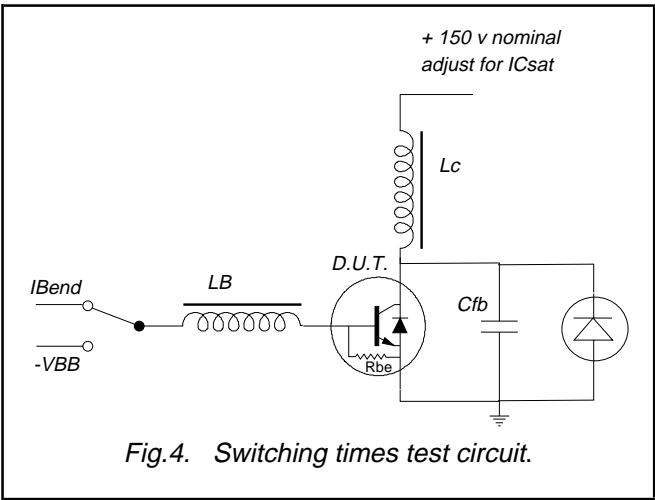 + 150 v nominal
adjust for ICsat
Lc
D.U.T.
LB
IBend
Cfb
-VBB
Rbe
Fig.4. Switching times test circuit.